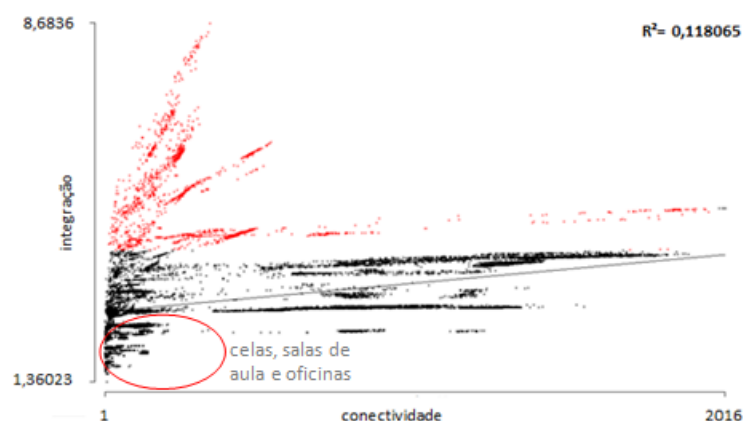 8,6836
R²= 0,118065
integração
celas, salas de
aula e oficinas
1,36023
1
conectividade
2016